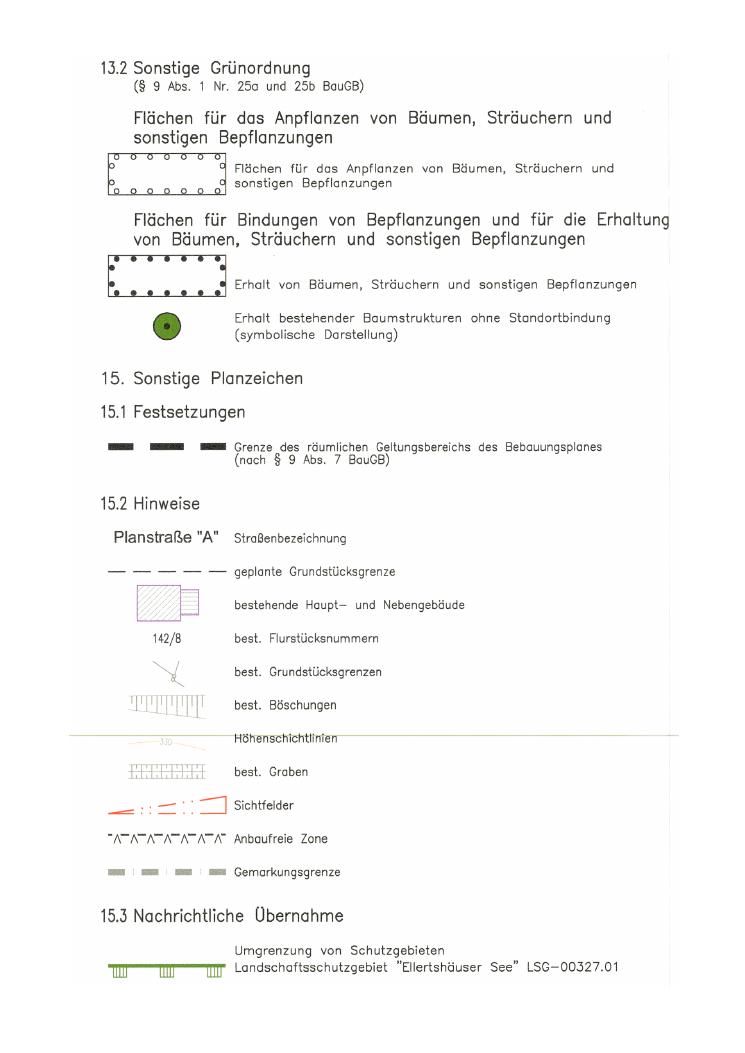 13.2 Sonstige Grünordnung
(§ 9 Abs. 1 Nr. 25a und 25b BauGB)
Flächen für das Anpflanzen von Bäumen, Sträuchern und
sonstigen Bepflanzungen
Flächen für das Anpflanzen von Bäumen, Sträuchern und
sonstigen Bepflanzungen
Flächen für Bindungen von Bepflanzungen und für die Erhaltung
von Bäumen, Sträuchern und sonstigen Bepflanzungen
Erhalt von Bäumen, Sträuchern und sonstigen Bepflanzungen
Erhalt bestehender Baumstrukturen ohne Standortbindung
(symbolische Darstellung)
15. Sonstige Planzeichen
15.1 Festsetzungen
Grenze des räumlichen Geltungsbereichs des Bebauungsplanes
(nach § 9 Abs. 7 BauGB)
15.2 Hinweise
Planstraße "A" Straßenbezeichnung
geplante Grundstücksgrenze
bestehende Haupt- und Nebengebäude
142/8 best. Flurstücksnummern
best. Grundstücksgrenzen
best. Böschungen
330 Höhenschichtlinien
best. Graben
Sichtfelder
Anbaufreie Zone
Gemarkungsgrenze
15.3 Nachrichtliche Übernahme
Umgrenzung von Schutzgebieten
Landschaftsschutzgebiet "Ellertshäuser See" LSG-00327.01